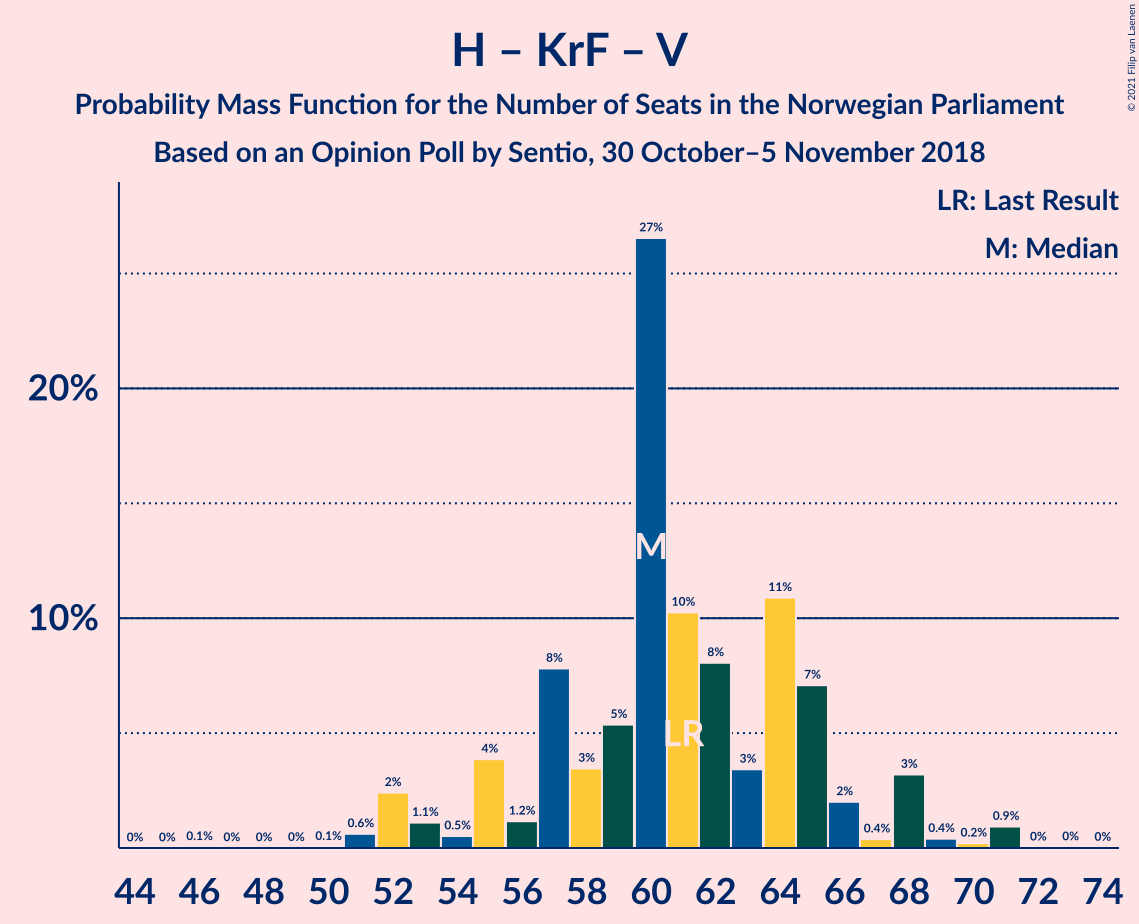 © 2021 Filip van Laenen
H – KrF – V
Probability Mass Function for the Number of Seats in the Norwegian Parliament
Based on an Opinion Poll by Sentio, 30 October–5 November 2018
LR: Last Result
M: Median
20%
10%
0% 0% 0.1% 0% 0% 0% 0.1% 0.6% 2% 1.1% 0.5% 4% 1.2% 8% 3% 5% 27% 10% 8% 3% 11% 7% 2% 0.4% 3% 0.4% 0.2% 0.9% 0% 0% 0%
M
LR
44 46 48 50 52 54 56 58 60 62 64 66 68 70 72 74